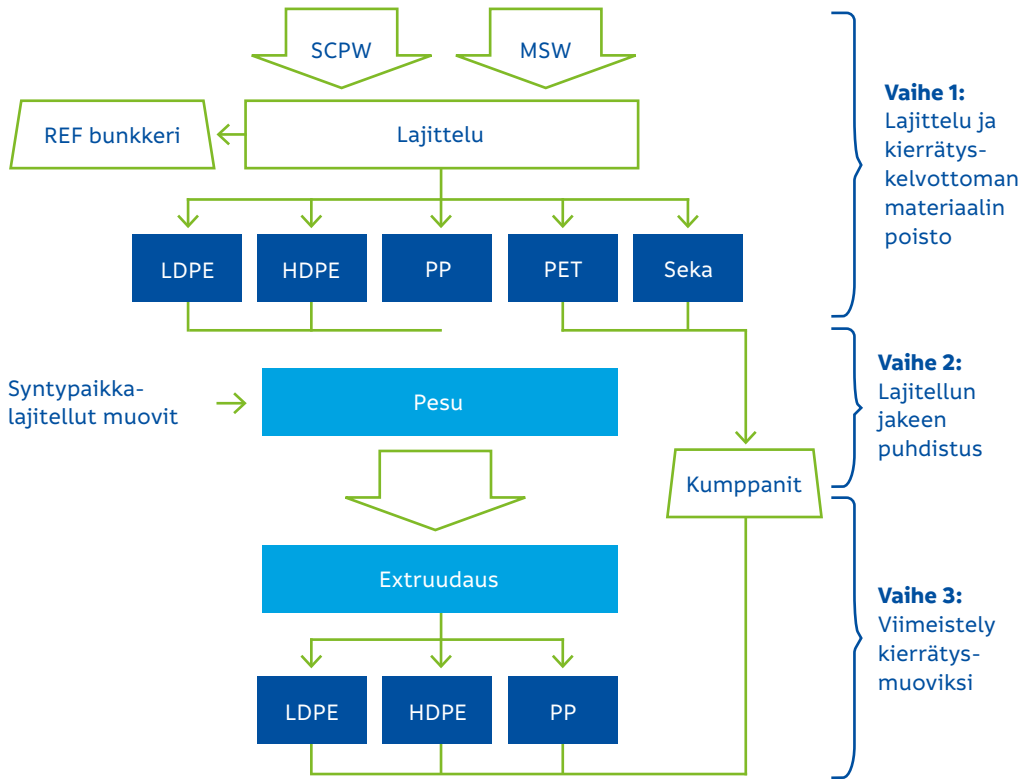 SCPW
MSW
REF bunkkeri
Lajittelu
Vaihe 1:
Lajittelu ja
kierrätys-
kelvottoman
materiaalin
poisto
LDPE
HDPE
PP
PET
Seka
Syntypaikka-
lajitellut muovit
Pesu
Vaihe 2:
Lajitellun
jakeen
puhdistus
Kumppanit
Extruudaus
Vaihe 3:
Viimeistely
kierrätys-
muoviksi
LDPE
HDPE
PP